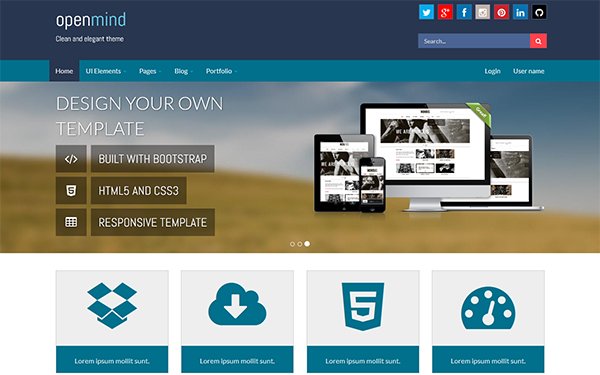 openmind
Clean and elegant theme
Search...
Home UI Elements Pages Blog Portfolio Login User name
DESIGN YOUR OWN
TEMPLATE
BUILT WITH BOOTSTRAP
HTML5 AND CSS3
RESPONSIVE TEMPLATE
Lorem ipsum mollit sunt. Lorem ipsum mollit sunt. Lorem ipsum mollit sunt. Lorem ipsum mollit sunt.